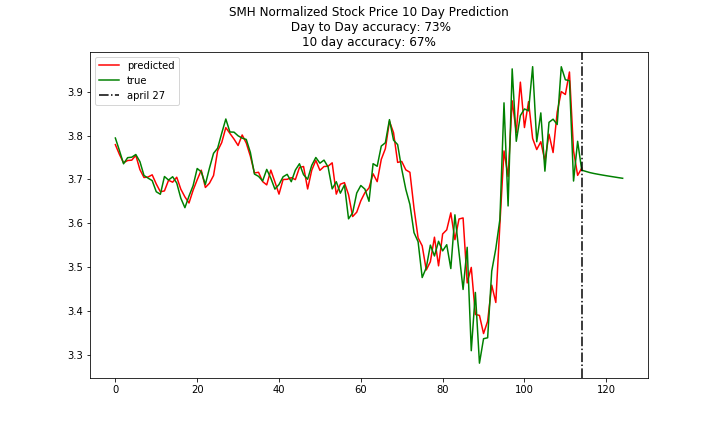 SMH Normalized Stock Price 10 Day Prediction
Day to Day accuracy: 73%
10 day accuracy: 67%
predicted
true
april 27
3.9
3.8
3.7
3.6
3.5
3.4
3.3
0 20 40 60 80 100 120